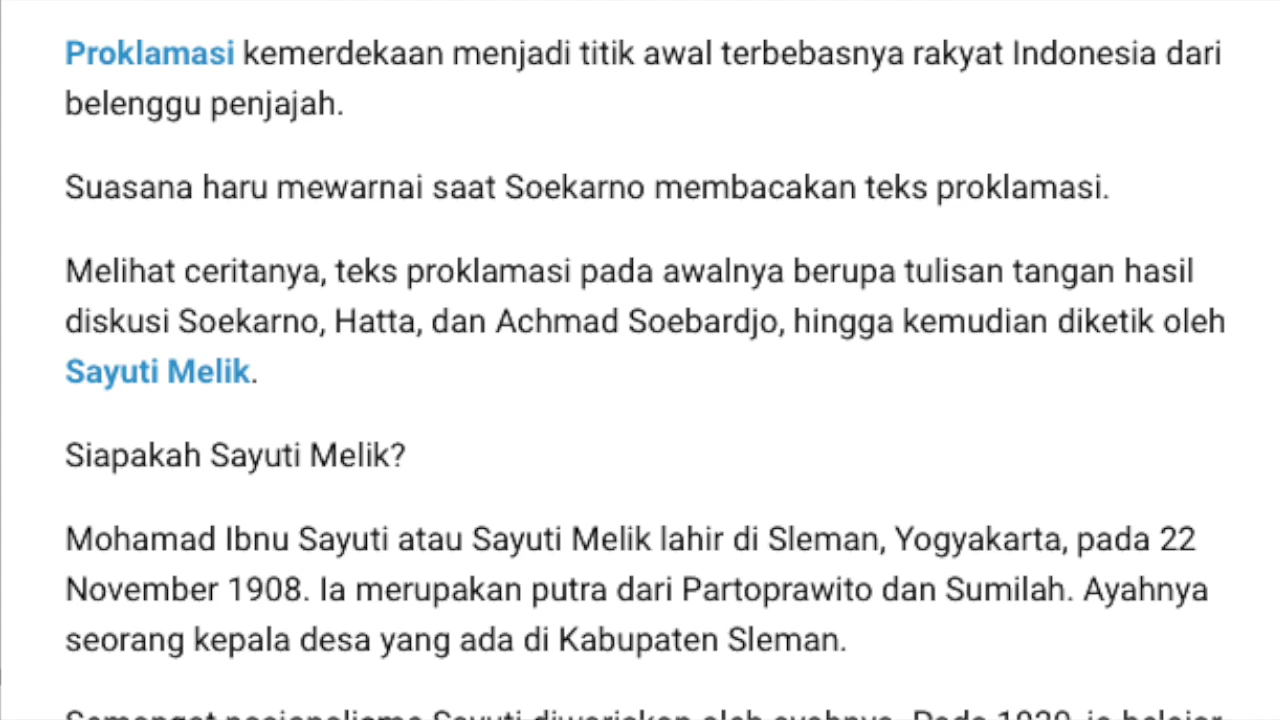 Proklamasi kemerdekaan menjadi titik awal terbebasnya rakyat Indonesia dari
belenggu penjajah.
Suasana haru mewarnai saat Soekarno membacakan teks proklamasi.
Melihat ceritanya, teks proklamasi pada awalnya berupa tulisan tangan hasil
diskusi Soekarno, Hatta, dan Achmad Soebardjo, hingga kemudian diketik oleh
Sayuti Melik.
Siapakah Sayuti Melik?
Mohamad Ibnu Sayuti atau Sayuti Melik lahir di Sleman, Yogyakarta, pada 22
November 1908. Ia merupakan putra dari Partoprawito dan Sumilah. Ayahnya
seorang kepala desa yang ada di Kabupaten Sleman.